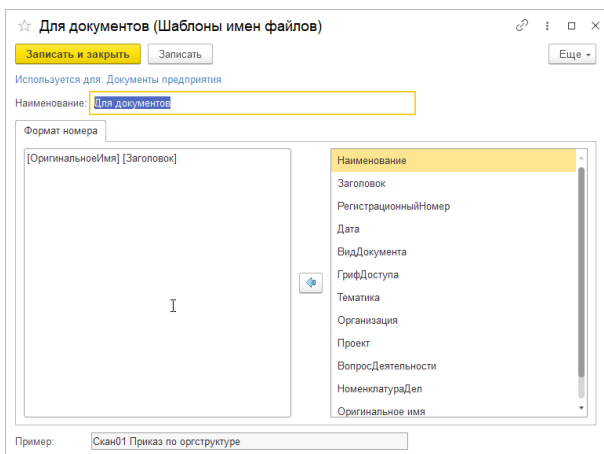 Для документов (Шаблоны имен файлов)
Записать и закрыть Записать Еще
Используется для: Документы предприятия
Наименование: Для документов
Формат номера
[ОригинальноеИмя] [Заголовок]
Наименование
Заголовок
РегистрационныйНомер
Дата
ВидДокумента
ГрифДоступа
Тематика
Организация
Проект
ВопросДеятельности
НоменклатураДел
Оригинальное имя
Пример: Скан01 Приказ по оргструктуре